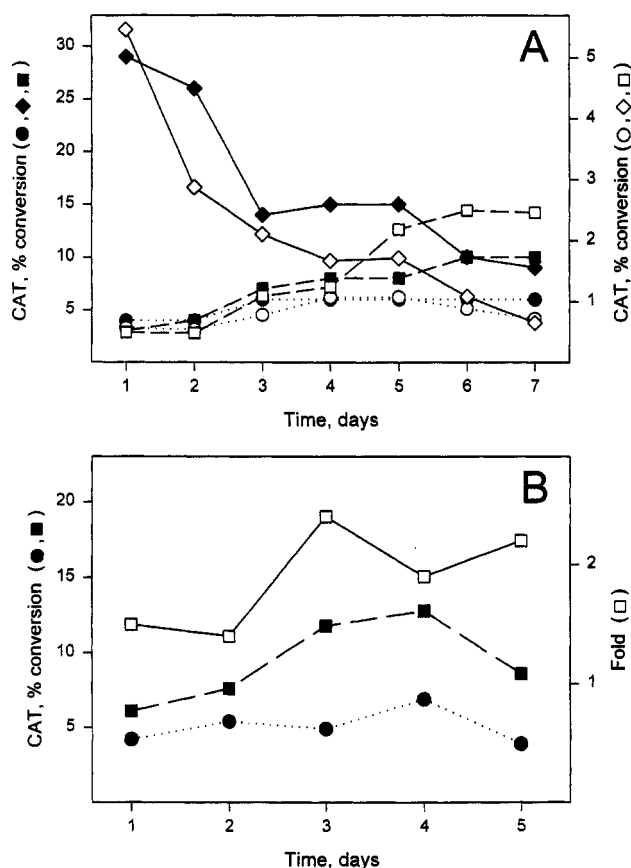 A
CAT, % conversion (●,◆,■)
30
25
20
15
10
5
CAT, % conversion (○,◇,□)
5
4
3
2
1
1 2 3 4 5 6 7
Time, days
B
CAT, % conversion (●,■)
20
15
10
5
Fold (□)
2
1
1 2 3 4 5
Time, days